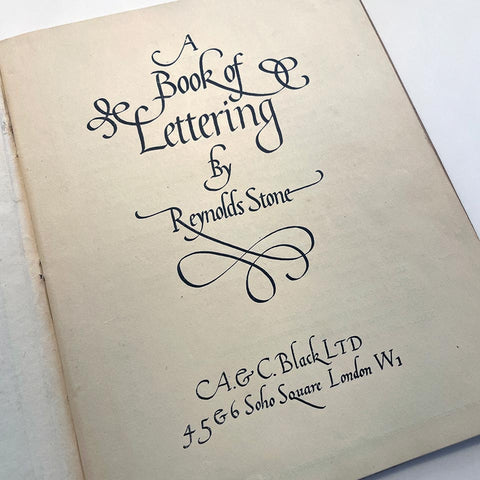 A
Book of
Lettering
By
Reynolds Stone
A. & C. Black LTD
4 5 & 6 Soho Square London W1